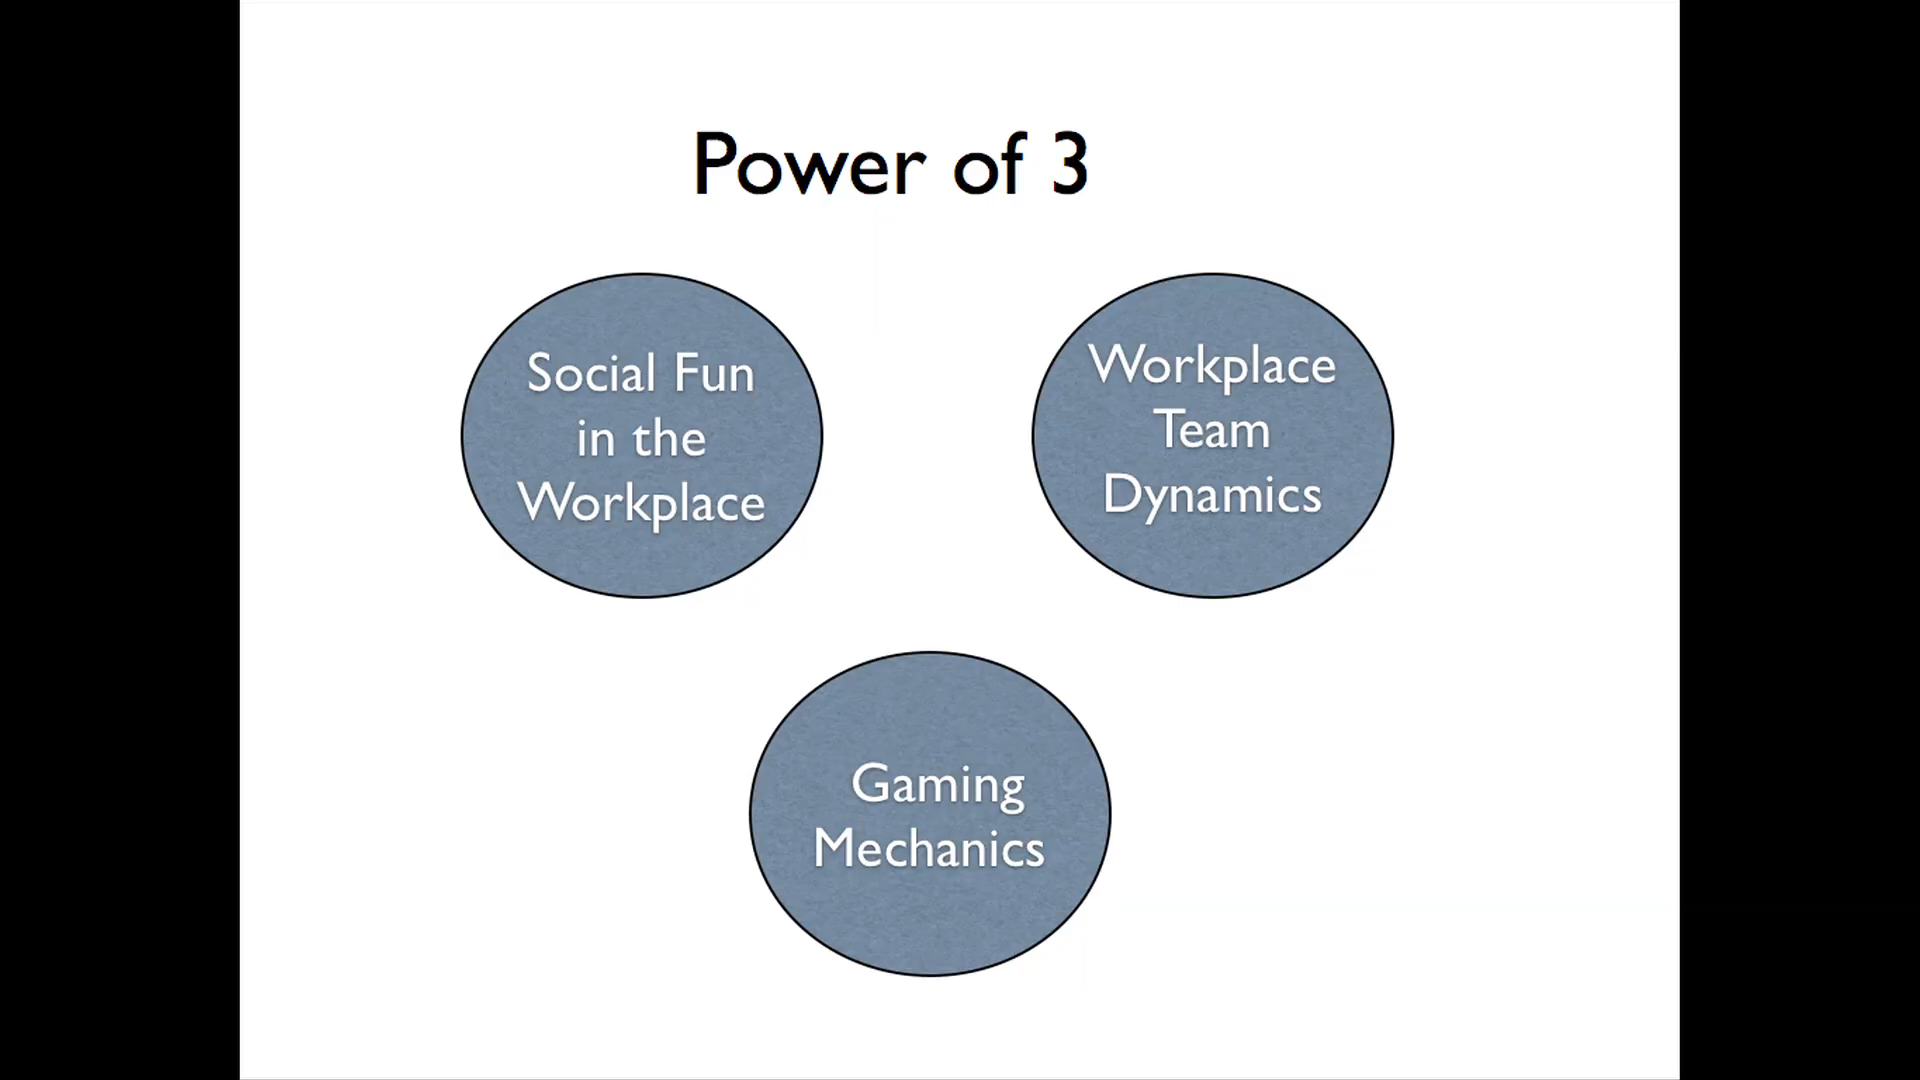 Power of 3
Social Fun
in the
Workplace
Workplace
Team
Dynamics
Gaming
Mechanics